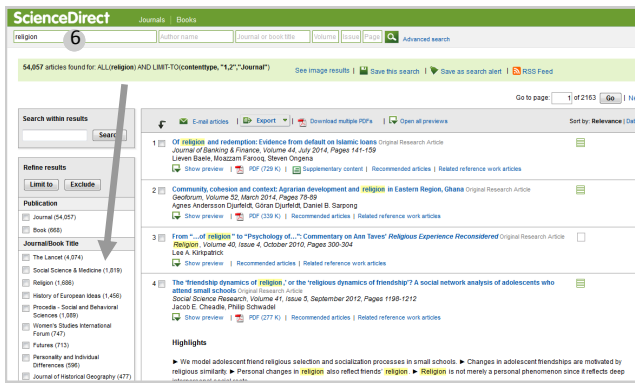 ScienceDirect Journals | Books
religion 6 Author name Journal or book title Volume Issue Page Advanced search
54,057 articles found for: ALL(religion) AND LIMIT-TO(contenttype, "1,2","Journal") See image results | Save this search | Save as search alert | RSS Feed
Go to page: 1 of 2163 Go |
Search within results
Search
E-mail articles | Export | Download multiple PDFs | Open all previews Sort by: Relevance |
Refine results
Limit to Exclude
Publication
Journal (54,057)
Book (668)
Journal/Book Title
The Lancet (4,074)
Social Science & Medicine (1,819)
Religion (1,686)
History of European Ideas (1,456)
Procedia - Social and Behavioral
Sciences (1,089)
Women's Studies International
Forum (747)
Futures (713)
Personality and Individual
Differences (596)
Journal of Historical Geography (477)
1 Of religion and redemption: Evidence from default on Islamic loans Original Research Article
Journal of Banking & Finance, Volume 44, July 2014, Pages 141-159
Lieven Baele, Moazzam Farooq, Steven Ongena
Show preview | PDF (729 K) | Supplementary content | Recommended articles | Related reference work articles
2 Community, cohesion and context: Agrarian development and religion in Eastern Region, Ghana Original Research Article
Geoforum, Volume 52, March 2014, Pages 78-89
Agnes Andersson Djurfeldt, Göran Djurfeldt, Daniel B. Sarpong
Show preview | PDF (339 K) | Recommended articles | Related reference work articles
3 From "...of religion" to "Psychology of...": Commentary on Ann Taves' Religious Experience Reconsidered Original Research Article
Religion, Volume 40, Issue 4, October 2010, Pages 300-304
Lee A. Kirkpatrick
Show preview | Recommended articles | Related reference work articles
4 The 'friendship dynamics of religion,' or the 'religious dynamics of friendship'? A social network analysis of adolescents who
attend small schools Original Research Article
Social Science Research, Volume 41, Issue 5, September 2012, Pages 1198-1212
Jacob E. Cheadle, Philip Schwadel
Show preview | PDF (277 K) | Recommended articles | Related reference work articles
Highlights
► We model adolescent friend religious selection and socialization processes in small schools. ► Changes in adolescent friendships are motivated by
religious similarity. ► Personal changes in religion also reflect friends' religion. ► Religion is not merely a personal phenomenon since it reflects deep